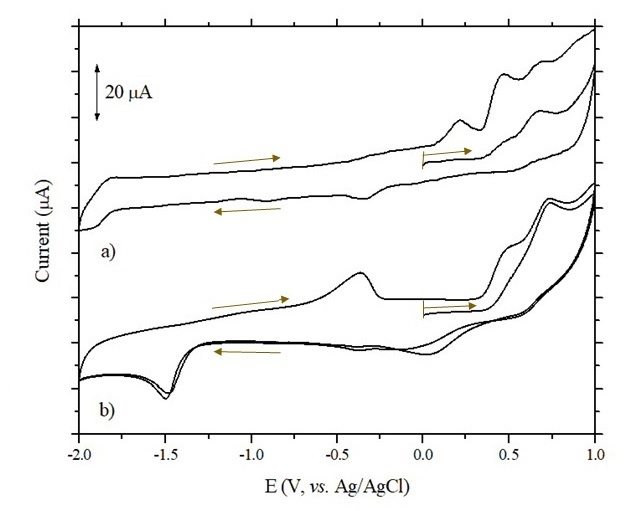 20 μA
a)
b)
Current (μA)
-2.0 -1.5 -1.0 -0.5 0.0 0.5 1.0
E (V, vs. Ag/AgCl)